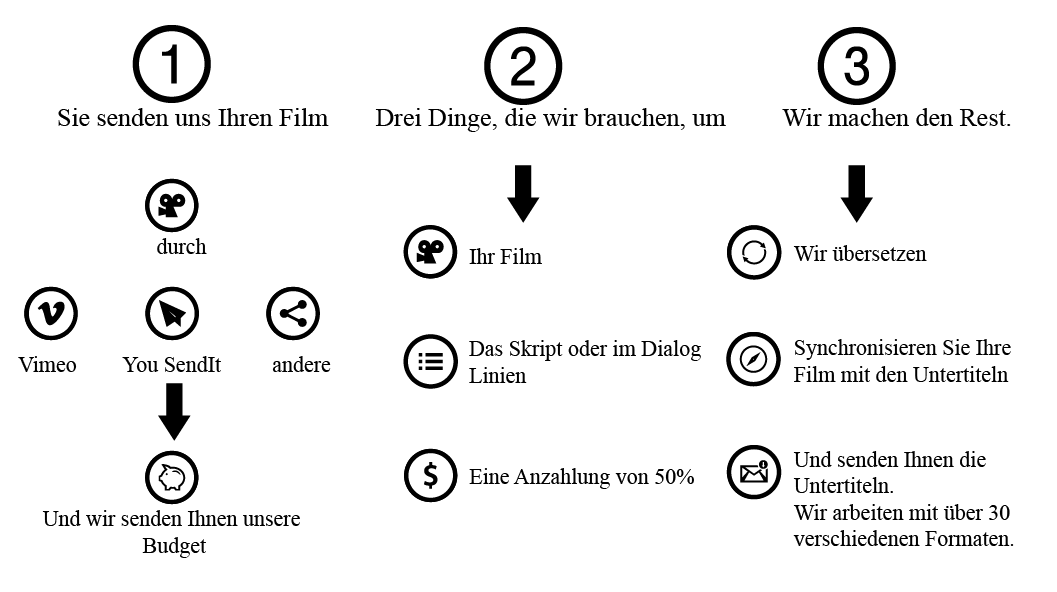 1
Sie senden uns Ihren Film
durch
Vimeo
You SendIt
andere
Und wir senden Ihnen unsere
Budget
2
Drei Dinge, die wir brauchen, um
Ihr Film
Das Skript oder im Dialog
Linien
$
Eine Anzahlung von 50%
3
Wir machen den Rest.
Wir übersetzen
Synchronisieren Sie Ihre
Film mit den Untertiteln
Und senden Ihnen die
Untertiteln.
Wir arbeiten mit über 30
verschiedenen Formaten.